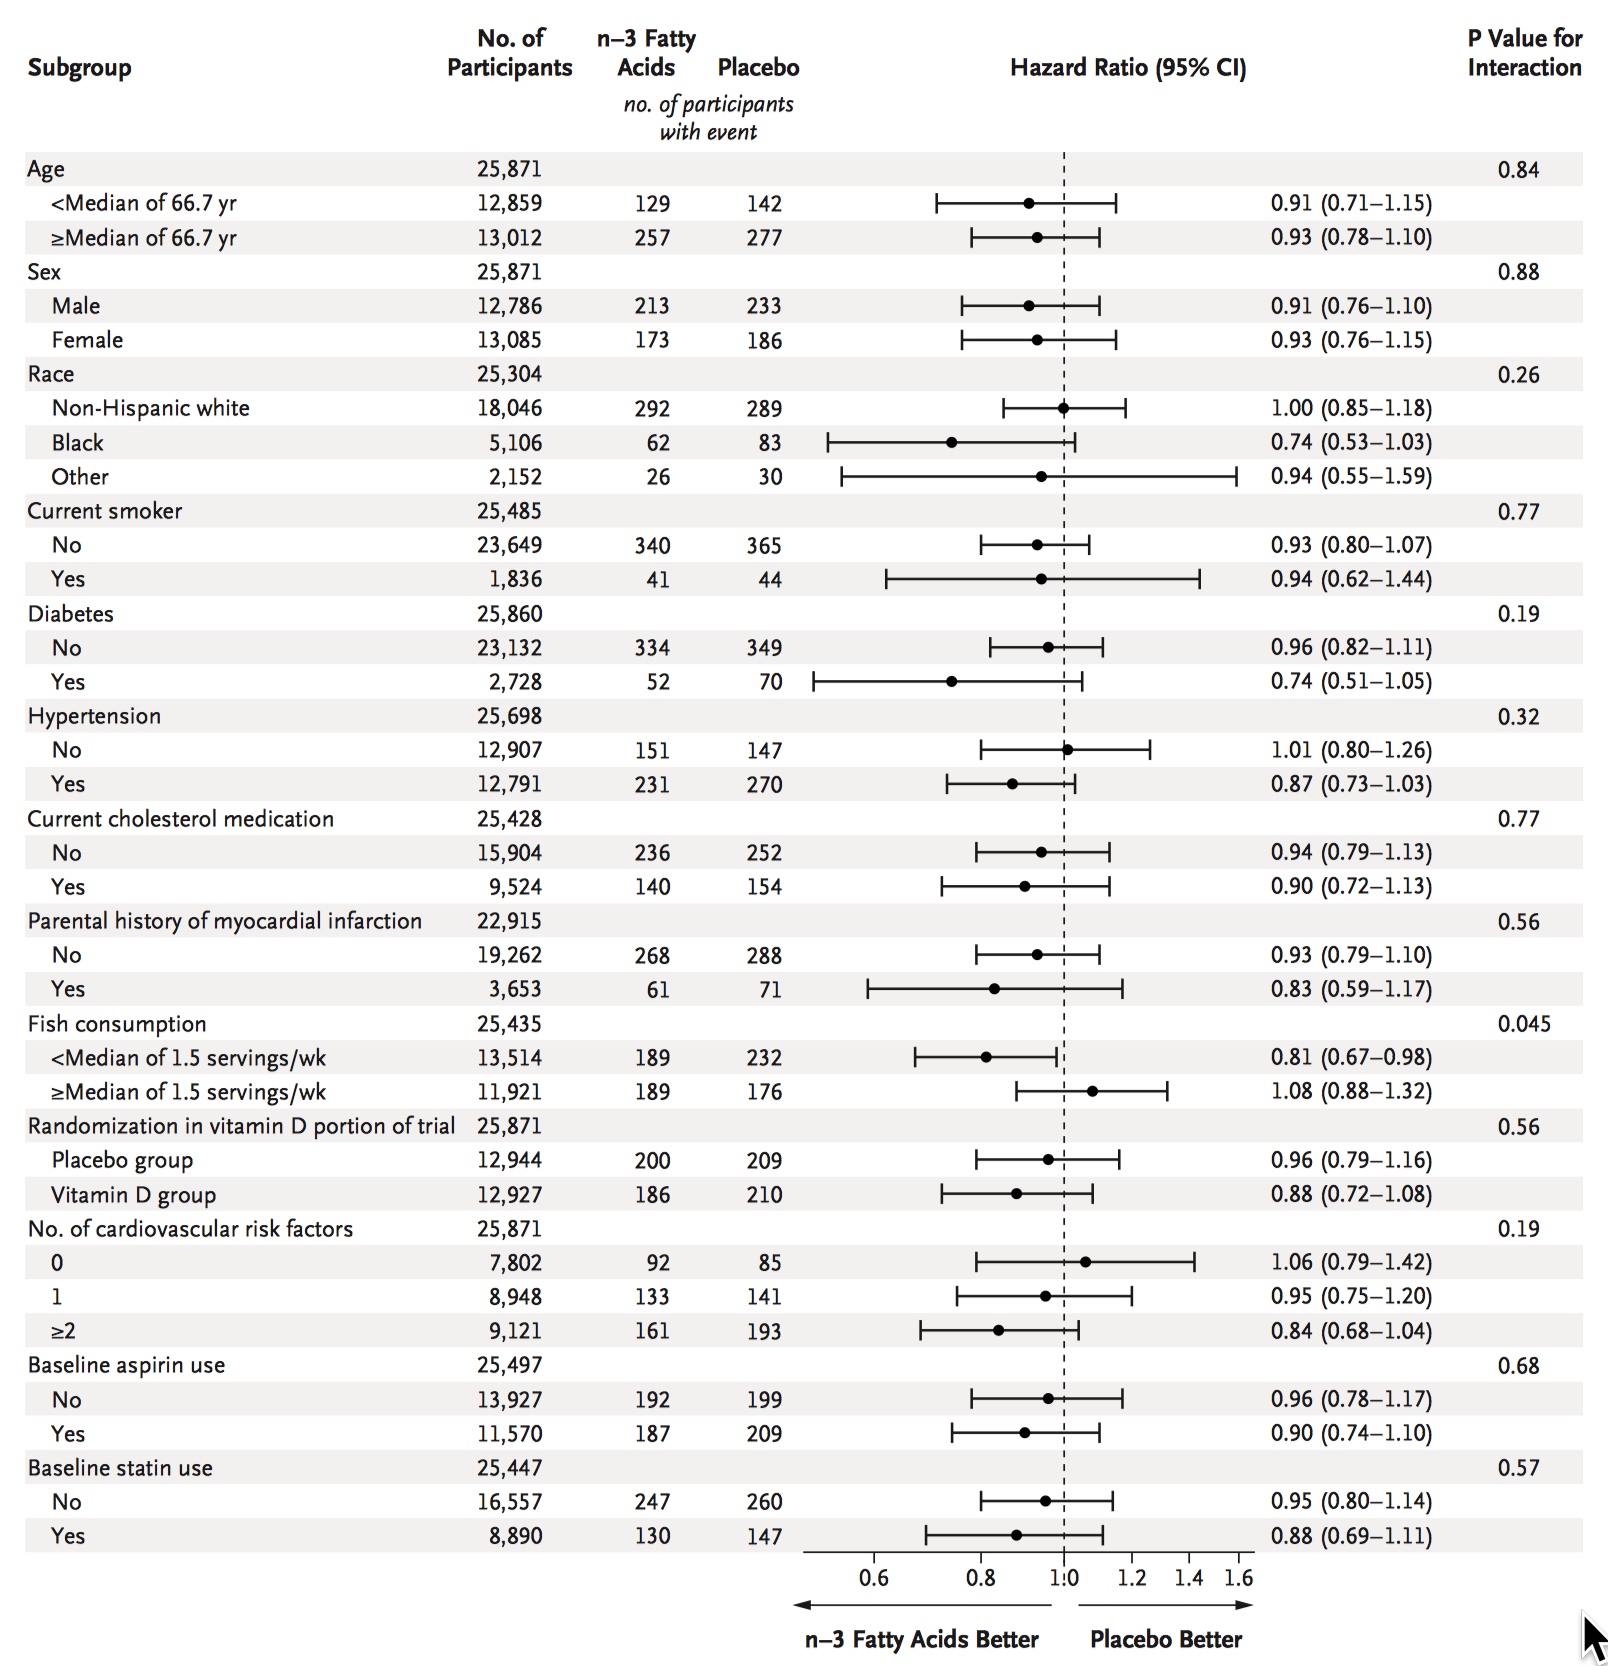 Subgroup No. of Participants n–3 Fatty Acids Placebo Hazard Ratio (95% CI) P Value for Interaction
no. of participants with event
Age 25,871 0.84
<Median of 66.7 yr 12,859 129 142 0.91 (0.71–1.15)
≥Median of 66.7 yr 13,012 257 277 0.93 (0.78–1.10)
Sex 25,871 0.88
Male 12,786 213 233 0.91 (0.76–1.10)
Female 13,085 173 186 0.93 (0.76–1.15)
Race 25,304 0.26
Non-Hispanic white 18,046 292 289 1.00 (0.85–1.18)
Black 5,106 62 83 0.74 (0.53–1.03)
Other 2,152 26 30 0.94 (0.55–1.59)
Current smoker 25,485 0.77
No 23,649 340 365 0.93 (0.80–1.07)
Yes 1,836 41 44 0.94 (0.62–1.44)
Diabetes 25,860 0.19
No 23,132 334 349 0.96 (0.82–1.11)
Yes 2,728 52 70 0.74 (0.51–1.05)
Hypertension 25,698 0.32
No 12,907 151 147 1.01 (0.80–1.26)
Yes 12,791 231 270 0.87 (0.73–1.03)
Current cholesterol medication 25,428 0.77
No 15,904 236 252 0.94 (0.79–1.13)
Yes 9,524 140 154 0.90 (0.72–1.13)
Parental history of myocardial infarction 22,915 0.56
No 19,262 268 288 0.93 (0.79–1.10)
Yes 3,653 61 71 0.83 (0.59–1.17)
Fish consumption 25,435 0.045
<Median of 1.5 servings/wk 13,514 189 232 0.81 (0.67–0.98)
≥Median of 1.5 servings/wk 11,921 189 176 1.08 (0.88–1.32)
Randomization in vitamin D portion of trial 25,871 0.56
Placebo group 12,944 200 209 0.96 (0.79–1.16)
Vitamin D group 12,927 186 210 0.88 (0.72–1.08)
No. of cardiovascular risk factors 25,871 0.19
0 7,802 92 85 1.06 (0.79–1.42)
1 8,948 133 141 0.95 (0.75–1.20)
≥2 9,121 161 193 0.84 (0.68–1.04)
Baseline aspirin use 25,497 0.68
No 13,927 192 199 0.96 (0.78–1.17)
Yes 11,570 187 209 0.90 (0.74–1.10)
Baseline statin use 25,447 0.57
No 16,557 247 260 0.95 (0.80–1.14)
Yes 8,890 130 147 0.88 (0.69–1.11)
0.6 0.8 1.0 1.2 1.4 1.6
n–3 Fatty Acids Better Placebo Better